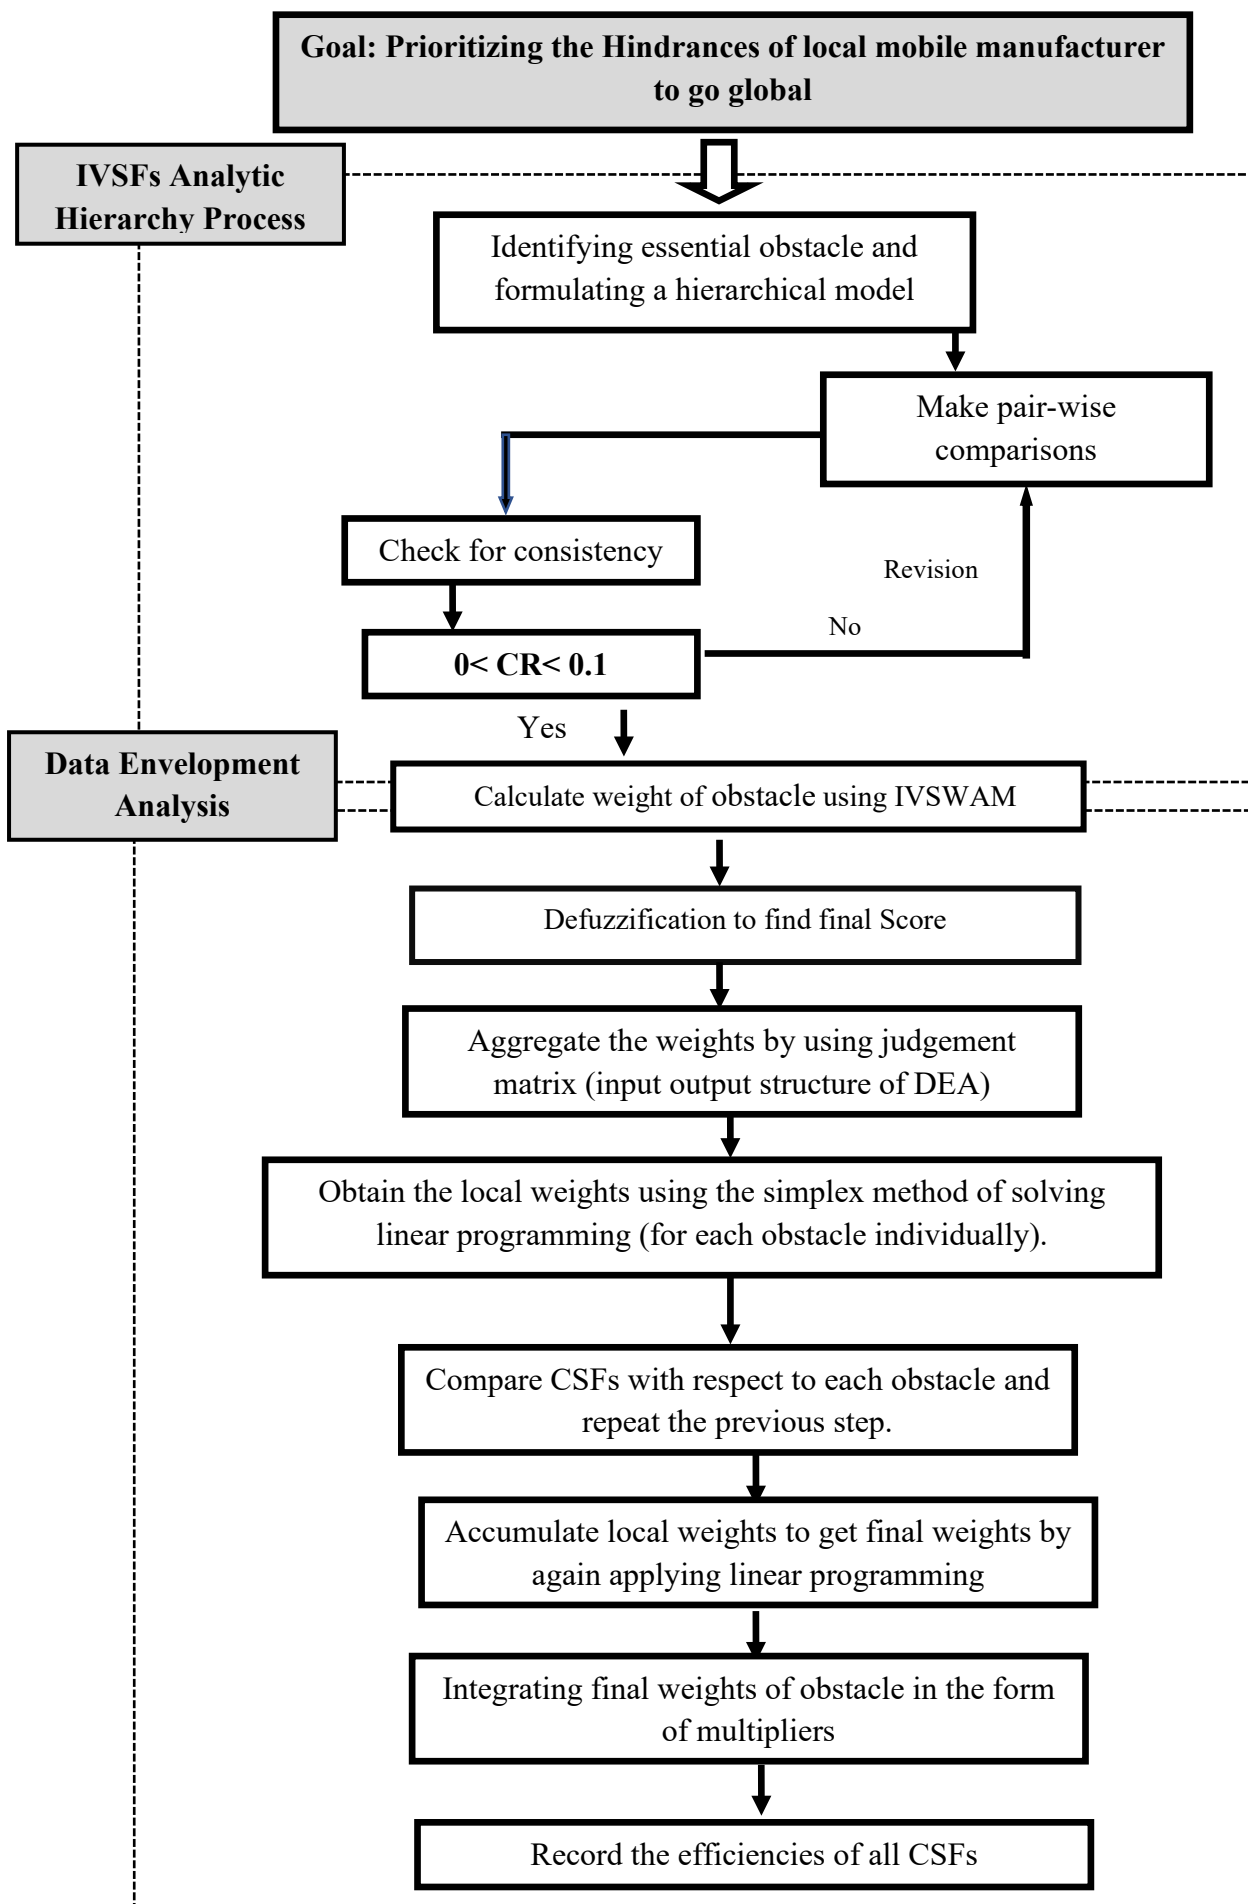 Goal: Prioritizing the Hindrances of local mobile manufacturer
to go global
IVSFs Analytic
Hierarchy Process
Identifying essential obstacle and
formulating a hierarchical model
Make pair-wise
comparisons
Check for consistency
Revision
No
0< CR< 0.1
Yes
Data Envelopment
Analysis
Calculate weight of obstacle using IVSWAM
Defuzzification to find final Score
Aggregate the weights by using judgement
matrix (input output structure of DEA)
Obtain the local weights using the simplex method of solving
linear programming (for each obstacle individually).
Compare CSFs with respect to each obstacle and
repeat the previous step.
Accumulate local weights to get final weights by
again applying linear programming
Integrating final weights of obstacle in the form
of multipliers
Record the efficiencies of all CSFs